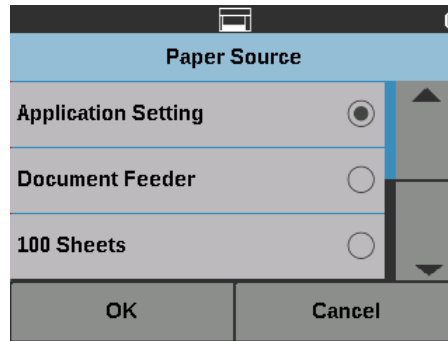 Paper Source
Application Setting
Document Feeder
100 Sheets
OK
Cancel